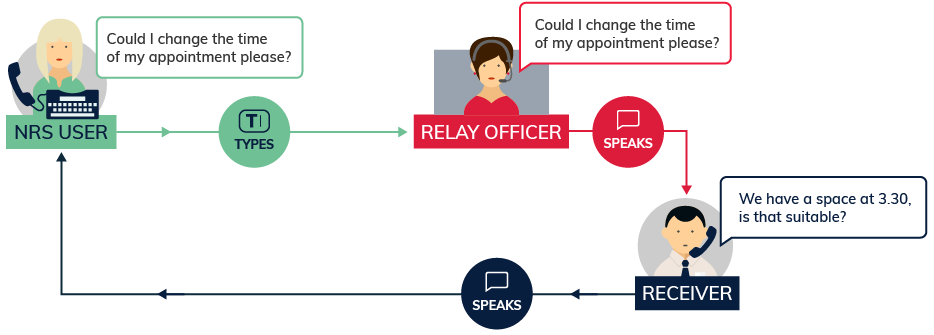 Could I change the time
of my appointment please?
NRS USER
T
TYPES
Could I change the time
of my appointment please?
RELAY OFFICER
SPEAKS
We have a space at 3.30,
is that suitable?
RECEIVER
SPEAKS